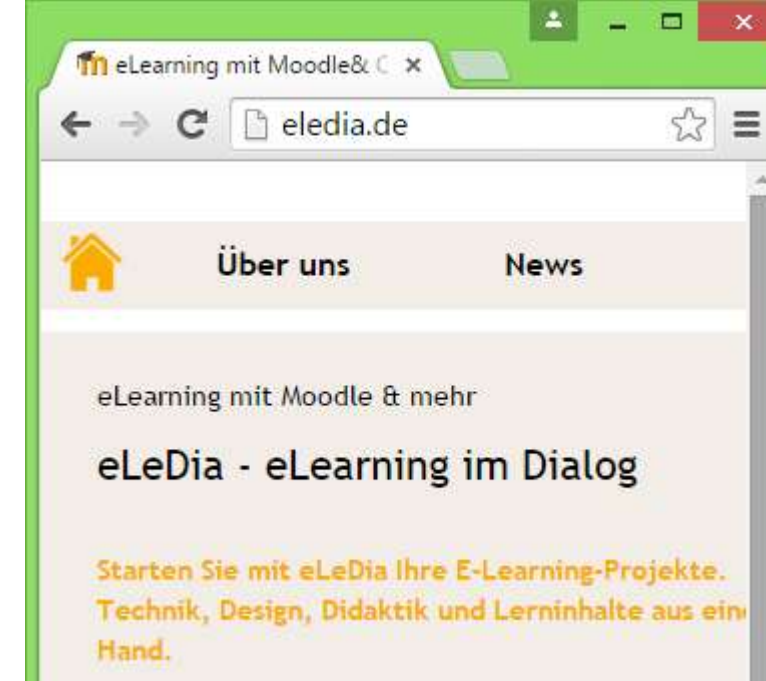 eLearning mit Moodle& C
eledia.de
Über uns News
eLearning mit Moodle & mehr
eLeDia - eLearning im Dialog
Starten Sie mit eLeDia Ihre E-Learning-Projekte.
Technik, Design, Didaktik und Lerninhalte aus eine
Hand.